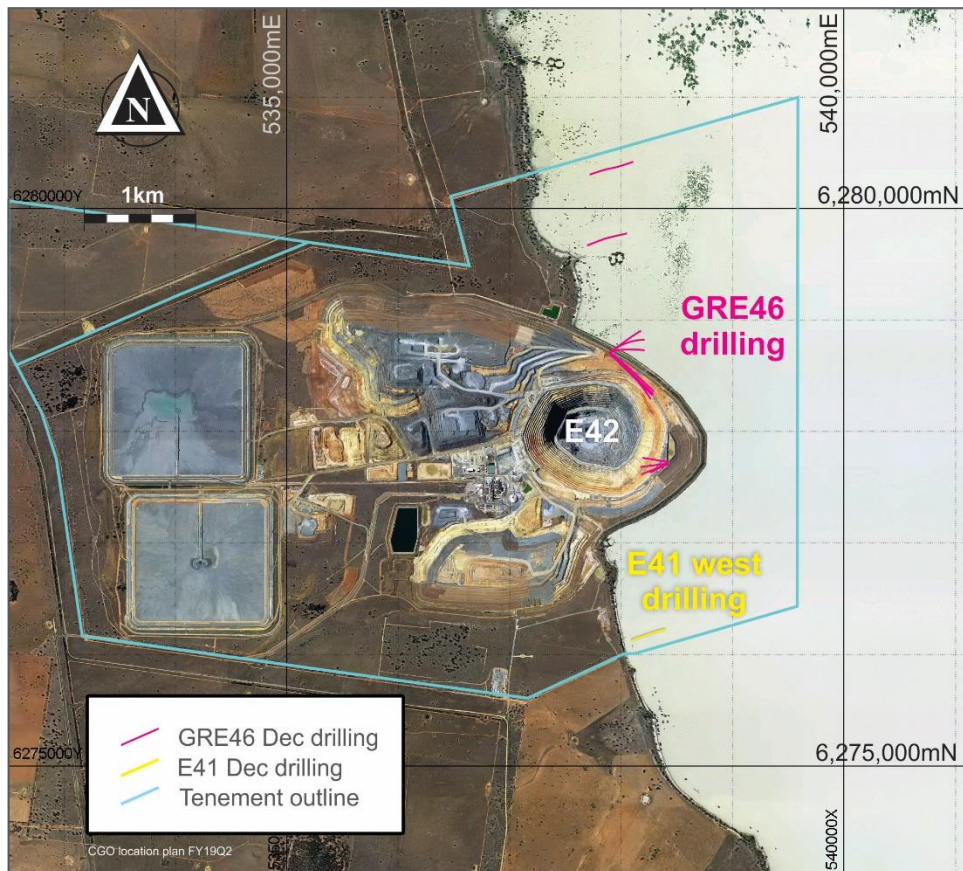 535,000mE
540,000mE
N
1km
6280000Y
6,280,000mN
GRE46
drilling
E42
E41 west
drilling
GRE46 Dec drilling
E41 Dec drilling
Tenement outline
6275000Y
6,275,000mN
540000X
CGO location plan FY19Q2